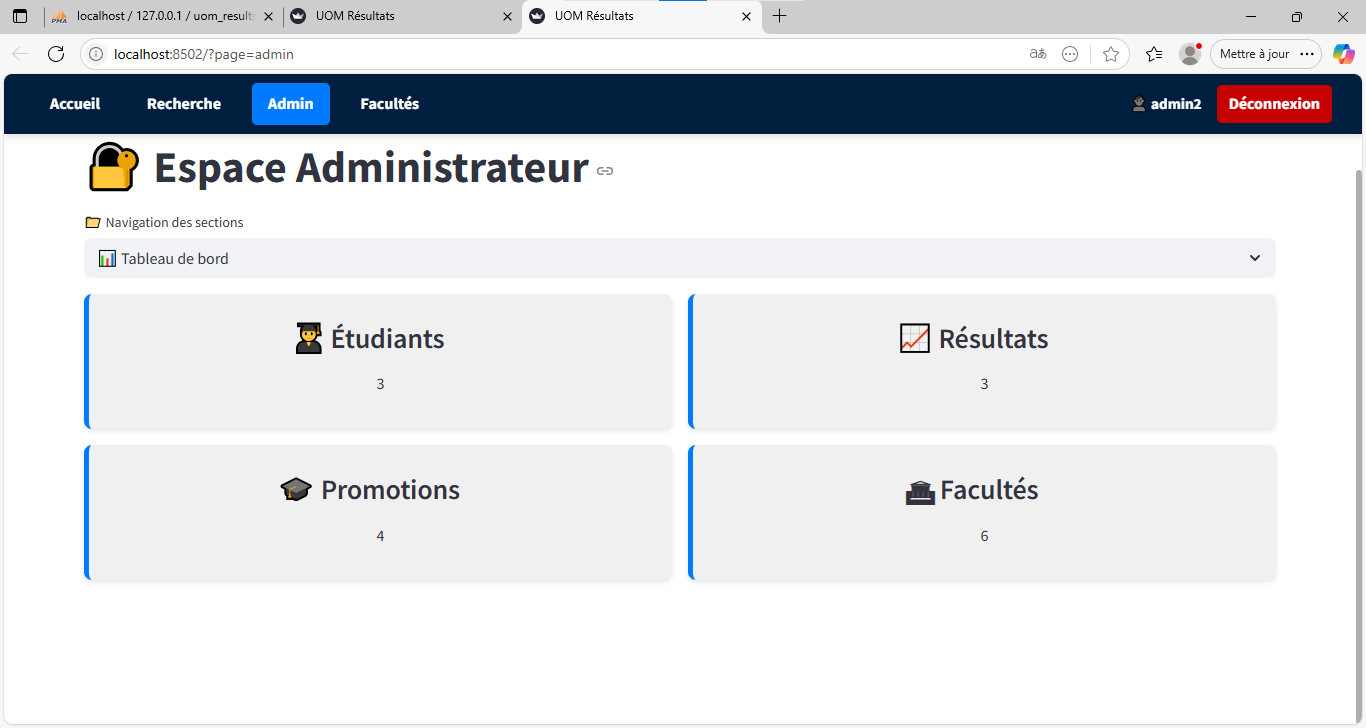 localhost / 127.0.0.1 / uom_result
UOM Résultats
UOM Résultats
localhost:8502/?page=admin
Mettre à jour
Accueil
Recherche
Admin
Facultés
admin2
Déconnexion
Espace Administrateur
Navigation des sections
Tableau de bord
Étudiants
3
Résultats
3
Promotions
4
Facultés
6